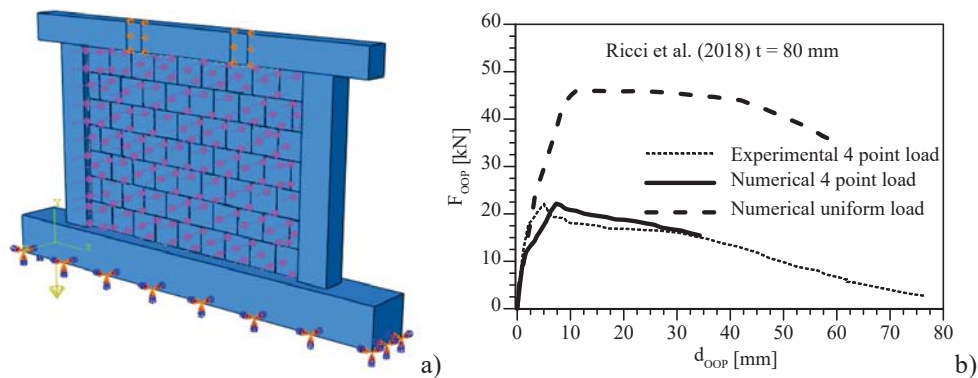 a)
60
50
40
30
20
10
0
F_OOP [kN]
Ricci et al. (2018) t = 80 mm
Experimental 4 point load
Numerical 4 point load
Numerical uniform load
0 10 20 30 40 50 60 70 80
d_OOP [mm]
b)